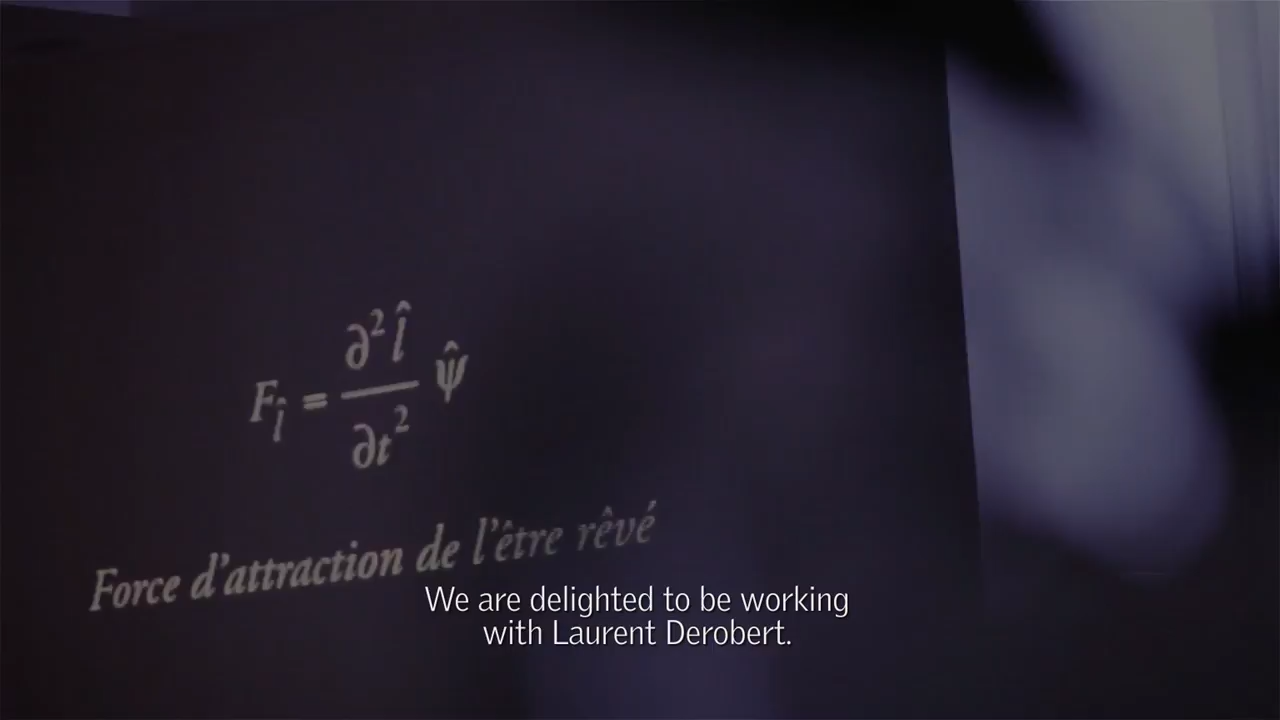 F_î = ∂²î / ∂t² ψ̂
Force d'attraction de l'être rêvé
We are delighted to be working
with Laurent Derobert.